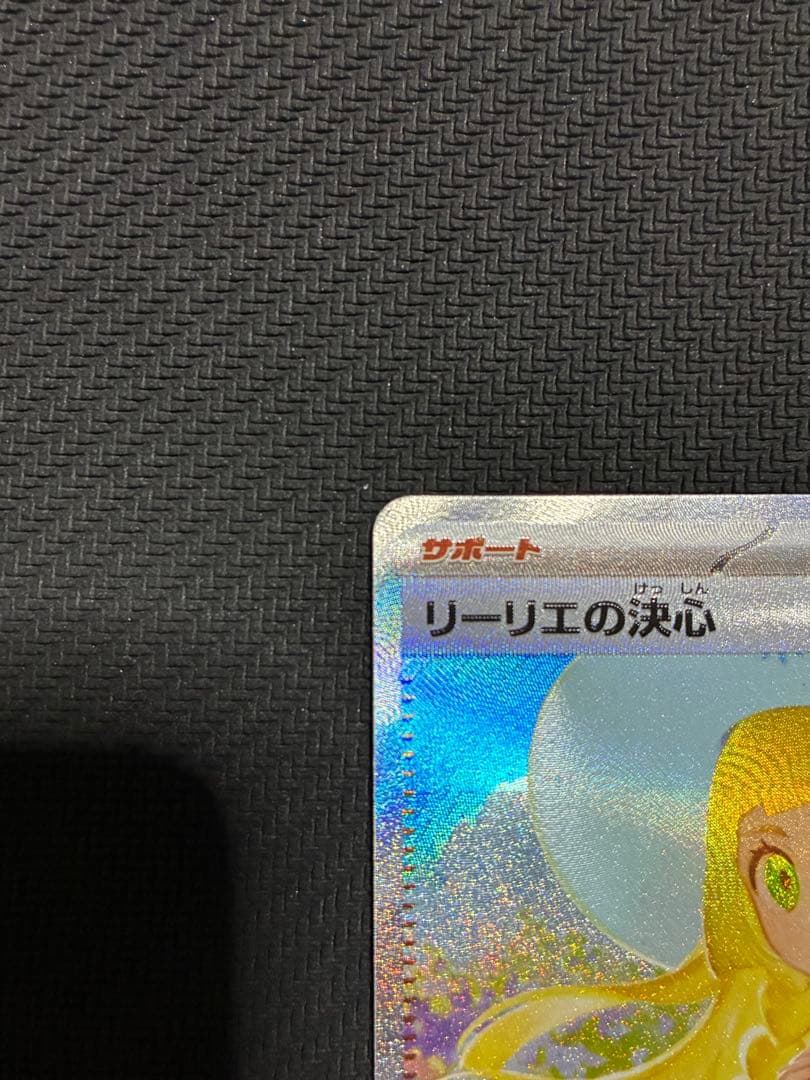 サポート
けっ しん
リーリエの決心